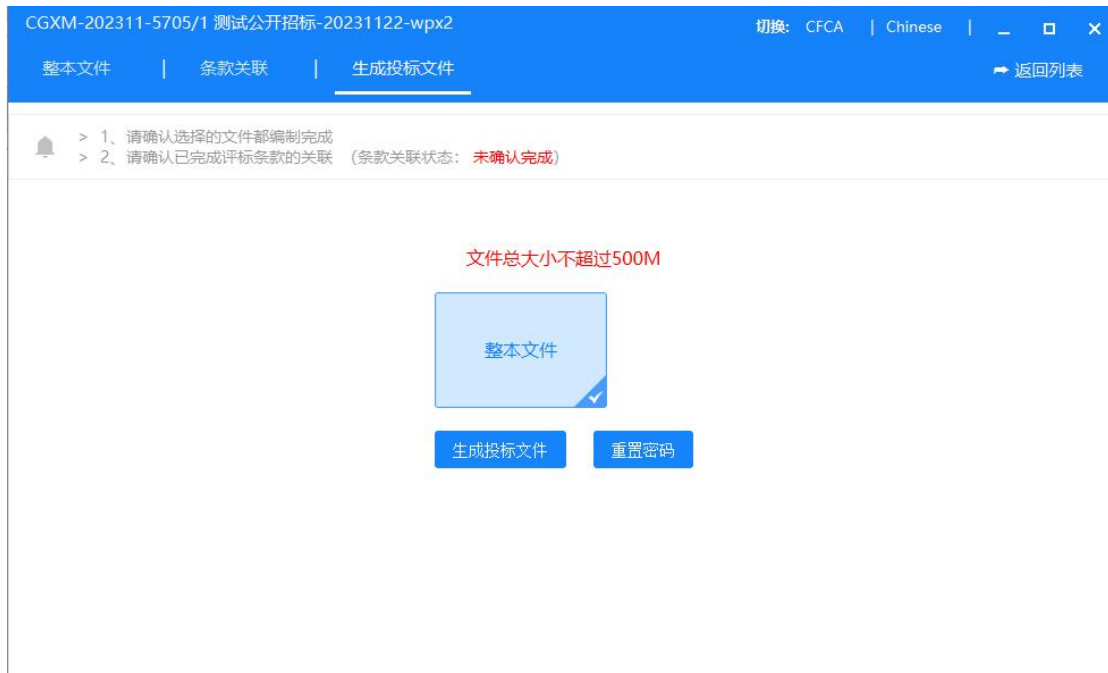 CGXM-202311-5705/1 测试公开招标-20231122-wpx2 切换: CFCA | Chinese |
整本文件 | 条款关联 | 生成投标文件 返回列表
> 1、请确认选择的文件都编制完成
> 2、请确认已完成评标条款的关联 (条款关联状态: 未确认完成)
文件总大小不超过500M
整本文件
生成投标文件 重置密码